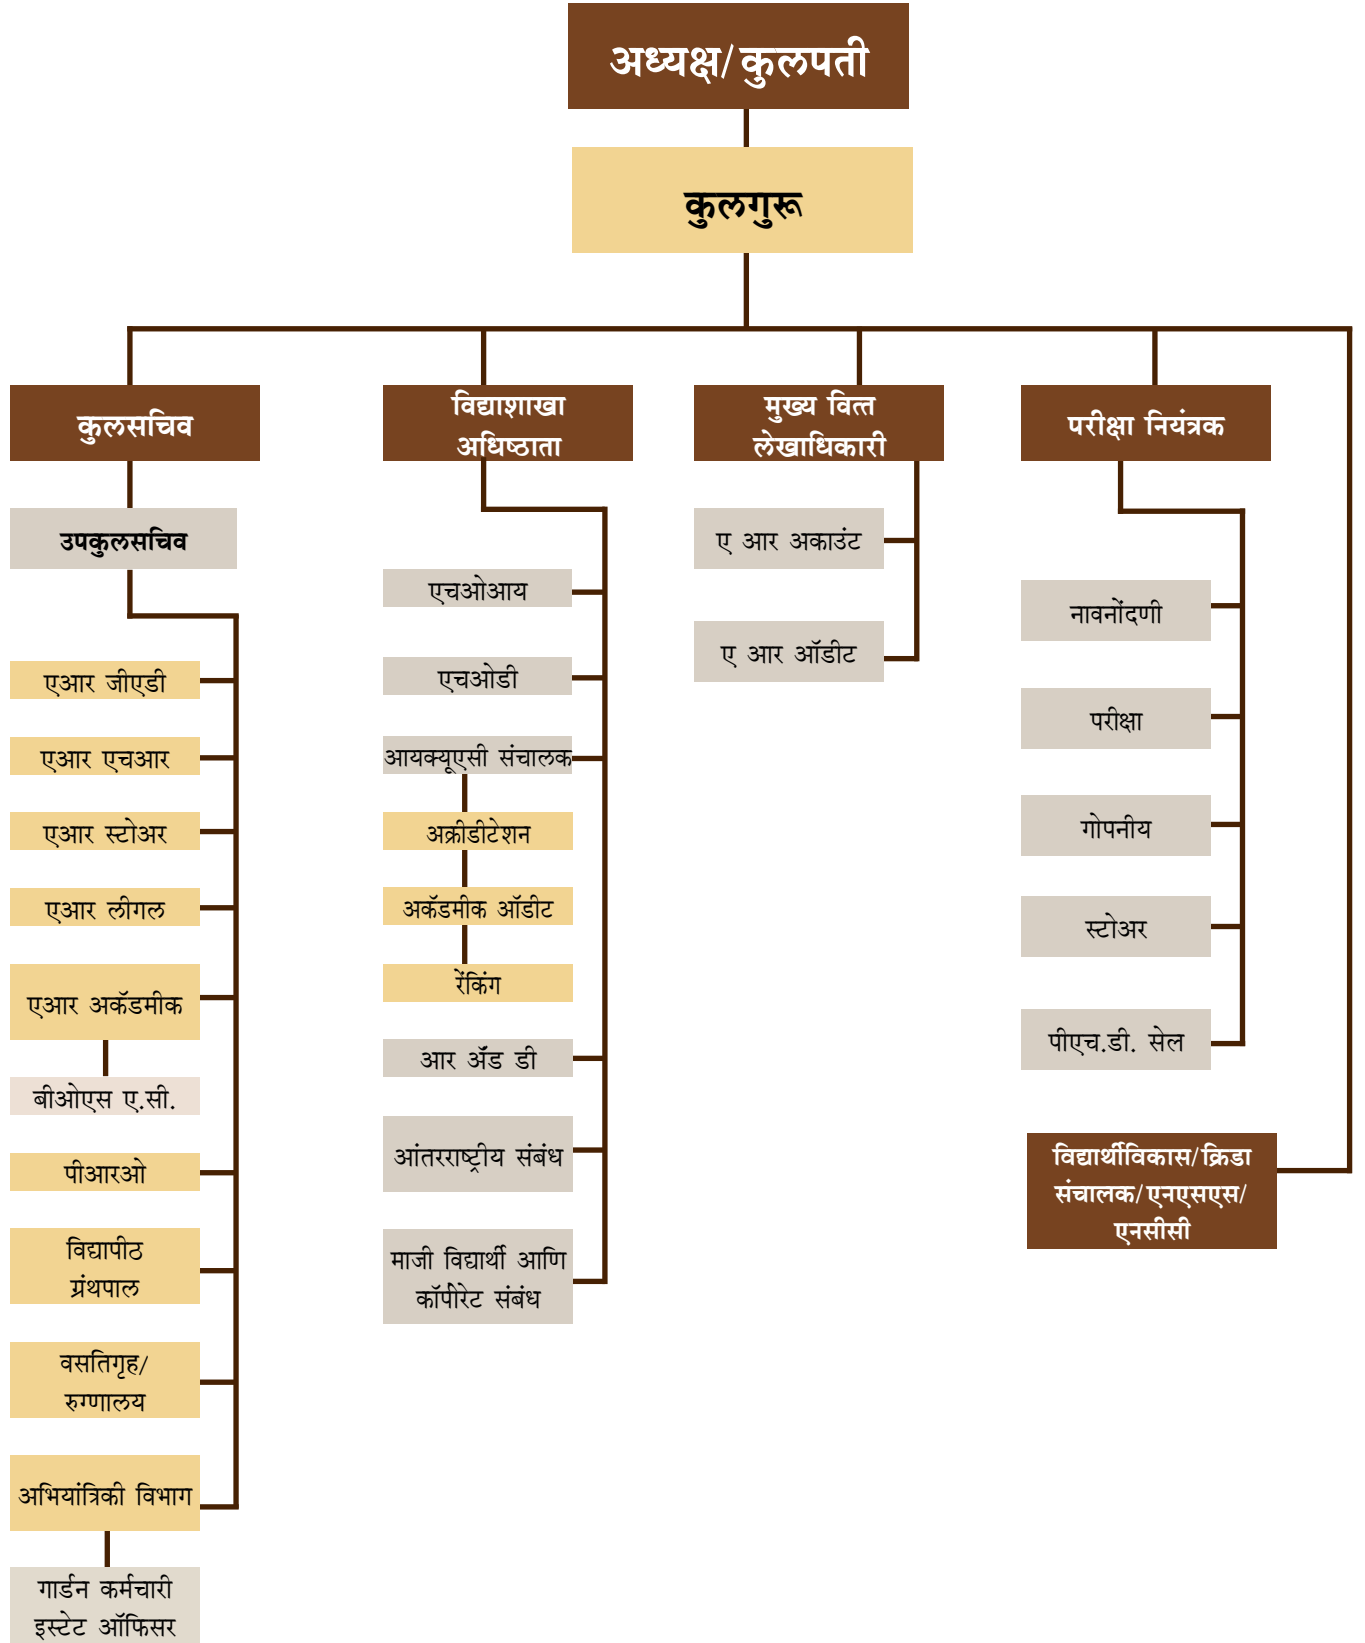 अध्यक्ष/कुलपती
कुलगुरू
कुलसचिव
उपकुलसचिव
एआर जीएडी
एआर एचआर
एआर स्टोअर
एआर लीगल
एआर अकॅडमीक
बीओएस ए.सी.
पीआरओ
विद्यापीठ
ग्रंथपाल
वसतिगृह/
रुग्णालय
अभियांत्रिकी विभाग
गार्डन कर्मचारी
इस्टेट ऑफिसर
विद्याशाखा
अधिष्ठाता
एचओआय
एचओडी
आयक्यूएसी संचालक
अक्रीडीटेशन
अकॅडमीक ऑडीट
रेंकिंग
आर अॅंड डी
आंतरराष्ट्रीय संबंध
माजी विद्यार्थी आणि
कॉर्पोरेट संबंध
मुख्य वित्त
लेखाधिकारी
ए आर अकाउंट
ए आर ऑडीट
परीक्षा नियंत्रक
नावनोंदणी
परीक्षा
गोपनीय
स्टोअर
पीएच.डी. सेल
विद्यार्थीविकास/क्रिडा
संचालक/एनएसएस/
एनसीसी